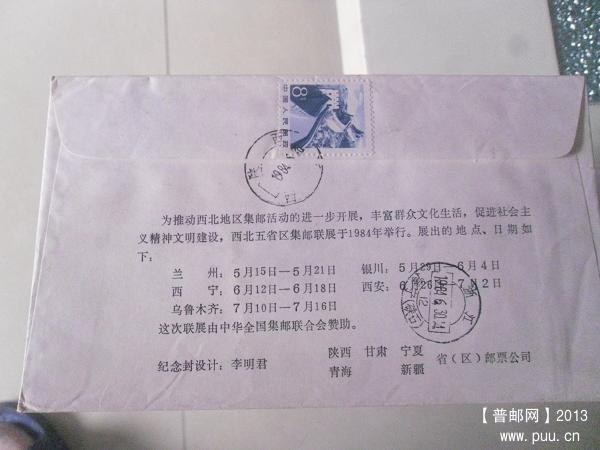 8
中国人民邮政
陕
1984
为推动西北地区集邮活动的进一步开展，丰富群众文化生活，促进社会主
义精神文明建设，西北五省区集邮联展于1984年举行。展出的地点、日期如
下：
兰 州：5月15日—5月21日 银川：5月29日—6月4日
西 宁：6月12日—6月18日 西安：6月26日—7月2日
乌鲁木齐：7月10日—7月16日
这次联展由中华全国集邮联合会赞助。
浙江
1984.6.30
12
纪念封设计：李明君
陕西 甘肃 宁夏
青海 新疆
省（区）邮票公司
【普邮网】2013
www.puu.cn